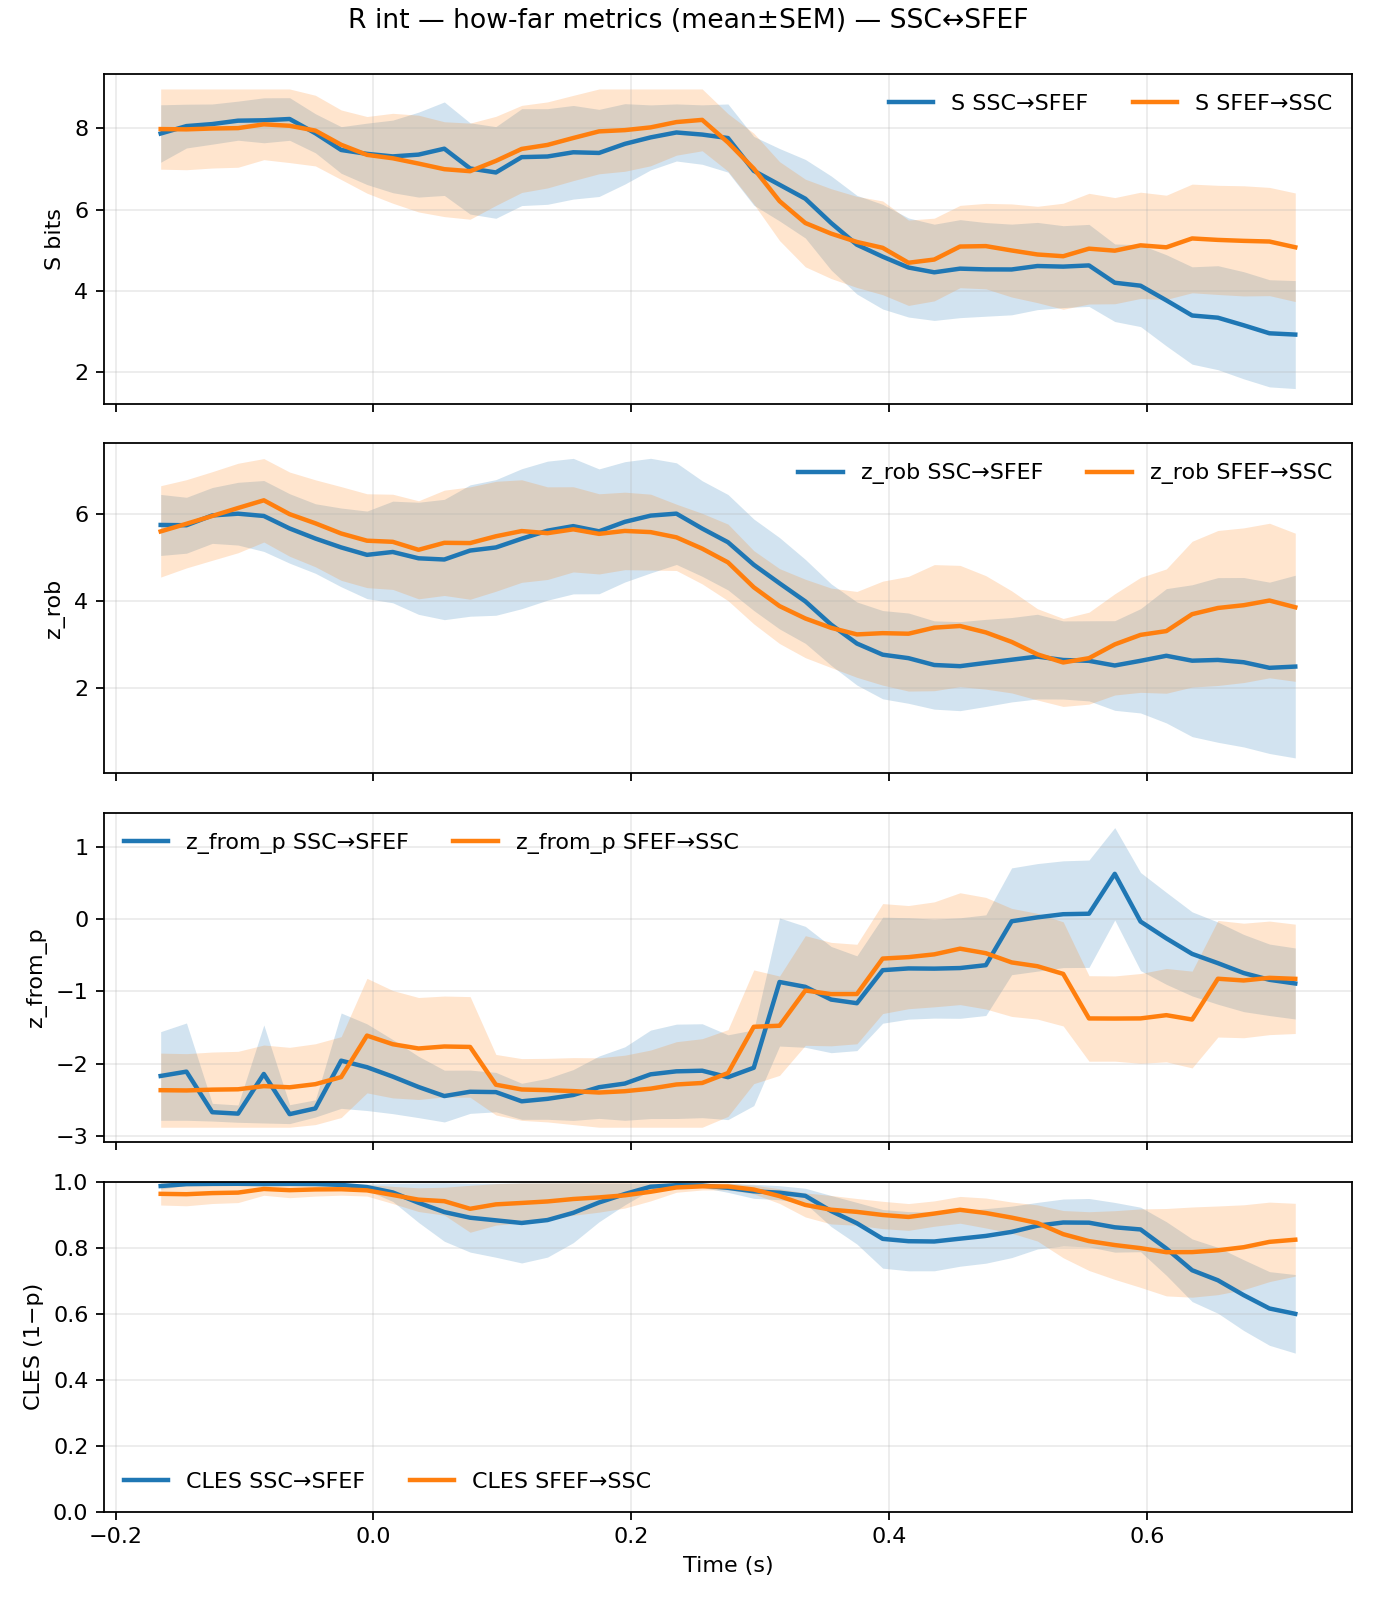 R int — how-far metrics (mean±SEM) — SSC↔SFEF
S SSC→SFEF S SFEF→SSC
8
6
4
2
S bits
z_rob SSC→SFEF z_rob SFEF→SSC
6
4
2
z_rob
z_from_p SSC→SFEF z_from_p SFEF→SSC
1
0
−1
−2
−3
z_from_p
1.0
0.8
0.6
0.4
0.2
0.0
CLES (1−p)
CLES SSC→SFEF CLES SFEF→SSC
−0.2 0.0 0.2 0.4 0.6
Time (s)